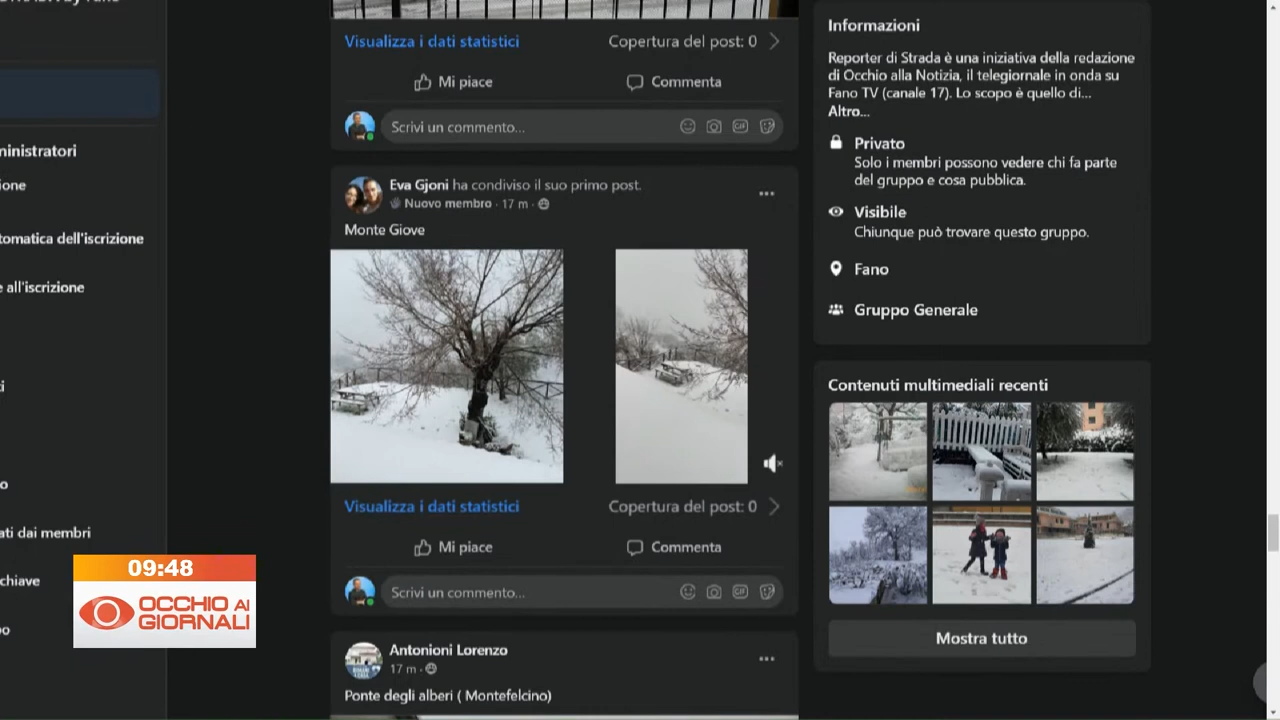 ministratori
ione
tomatica dell'iscrizione
e all'iscrizione
ti
o
ati dai membri
chiave
po
09:48
OCCHIO AI
GIORNALI
Visualizza i dati statistici
Copertura del post: 0
Mi piace
Commenta
Scrivi un commento...
GIF
Eva Gjoni ha condiviso il suo primo post.
Nuovo membro · 17 m ·
Monte Giove
Visualizza i dati statistici
Copertura del post: 0
Mi piace
Commenta
Scrivi un commento...
GIF
Antonioni Lorenzo
17 m ·
Ponte degli alberi ( Montefelcino)
Informazioni
Reporter di Strada è una iniziativa della redazione
di Occhio alla Notizia, il telegiornale in onda su
Fano TV (canale 17). Lo scopo è quello di...
Altro...
Privato
Solo i membri possono vedere chi fa parte
del gruppo e cosa pubblica.
Visibile
Chiunque può trovare questo gruppo.
Fano
Gruppo Generale
Contenuti multimediali recenti
Mostra tutto